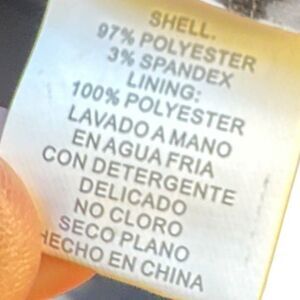 SHELL:
97% POLYESTER
3% SPANDEX
LINING:
100% POLYESTER
LAVADO A MANO
EN AGUA FRIA
CON DETERGENTE
DELICADO
NO CLORO
SECO PLANO
HECHO EN CHINA